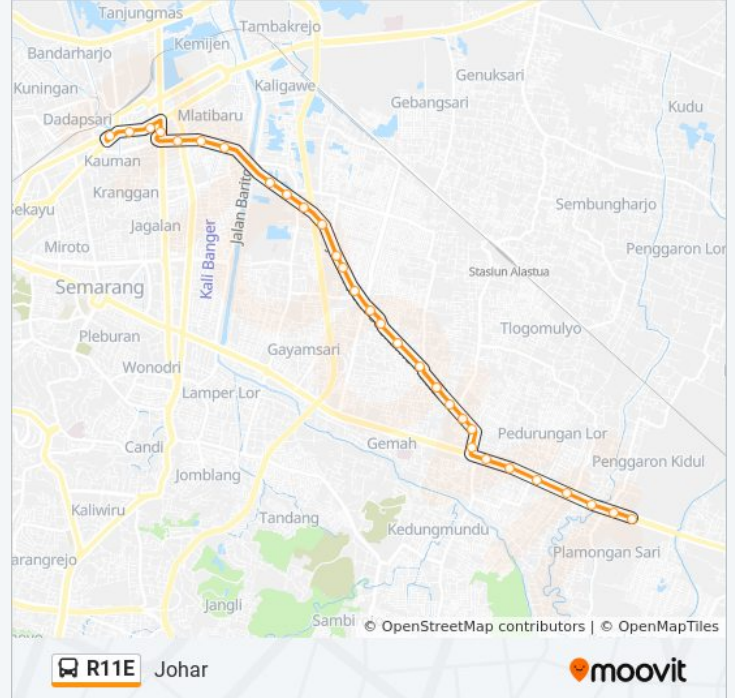 Tanjungmas
Tambakrejo
Kemijen
Bandarharjo
Genuksari
Kuningan
Kaligawe
Gebangsari
Kudu
Dadapsari
Mlatibaru
Kauman
Kranggan
Jalan Barito
Sekayu
Sembungharjo
Jagalan
Kali Banger
Miroto
Penggaron Lor
Stasiun Alastua
Semarang
Tlogomulyo
Pleburan
Gayamsari
Wonodri
Lamper Lor
Pedurungan Lor
Gemah
Candi
Penggaron Kidul
Jomblang
Kaliwiru
Tandang
Kedungmundu
Plamongan Sari
arangrejo
Jangli
Sambi
© OpenStreetMap contributors | © OpenMapTiles
R11E Johar
moovit